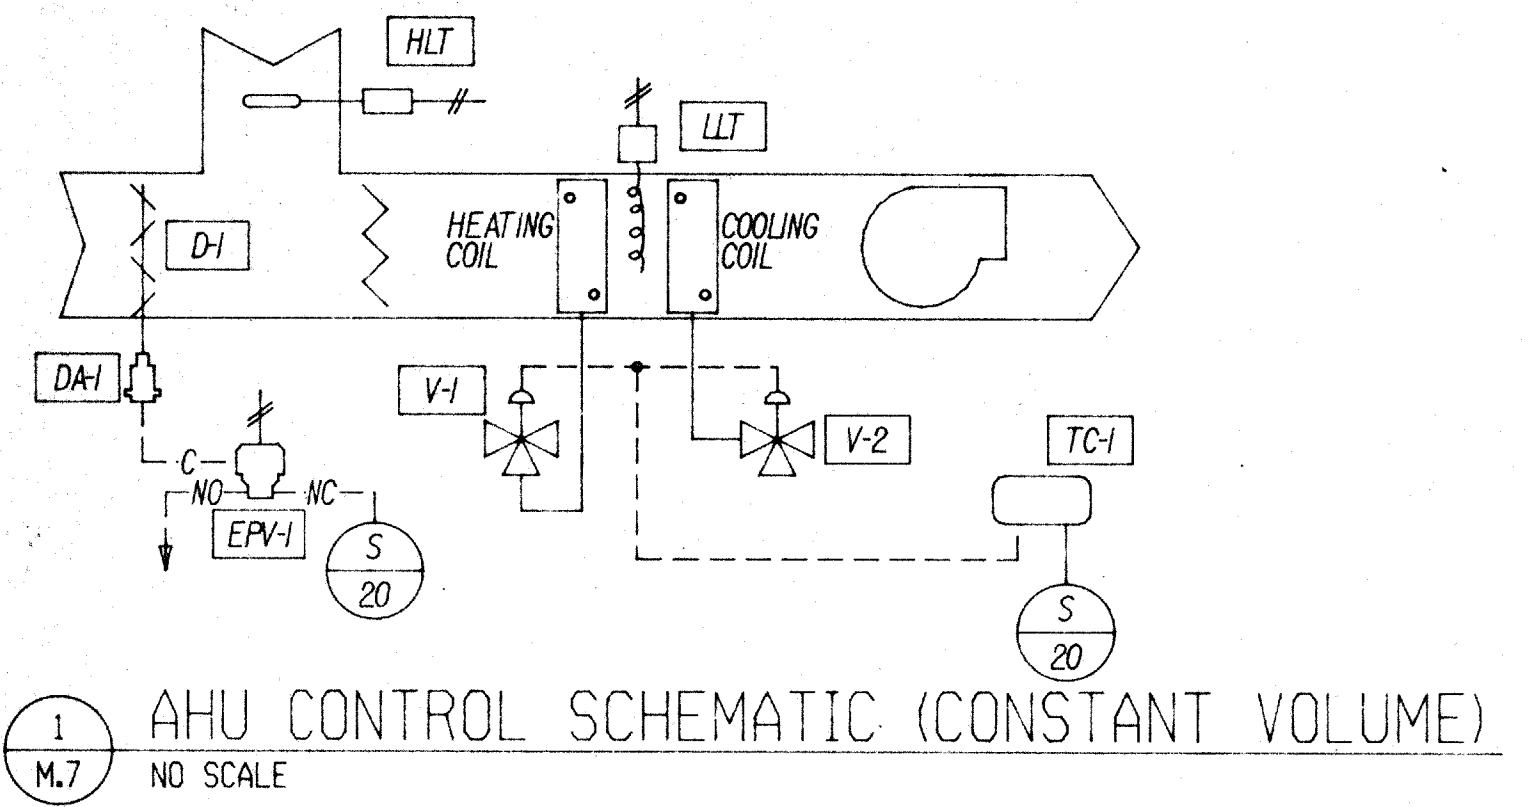 HLT
LLT
HEATING
COIL
COOLING
COIL
D-1
DA-1
V-1
V-2
TC-1
C
NO
NC
EPV-1
S
20
S
20
1
M.7
AHU CONTROL SCHEMATIC (CONSTANT VOLUME)
NO SCALE